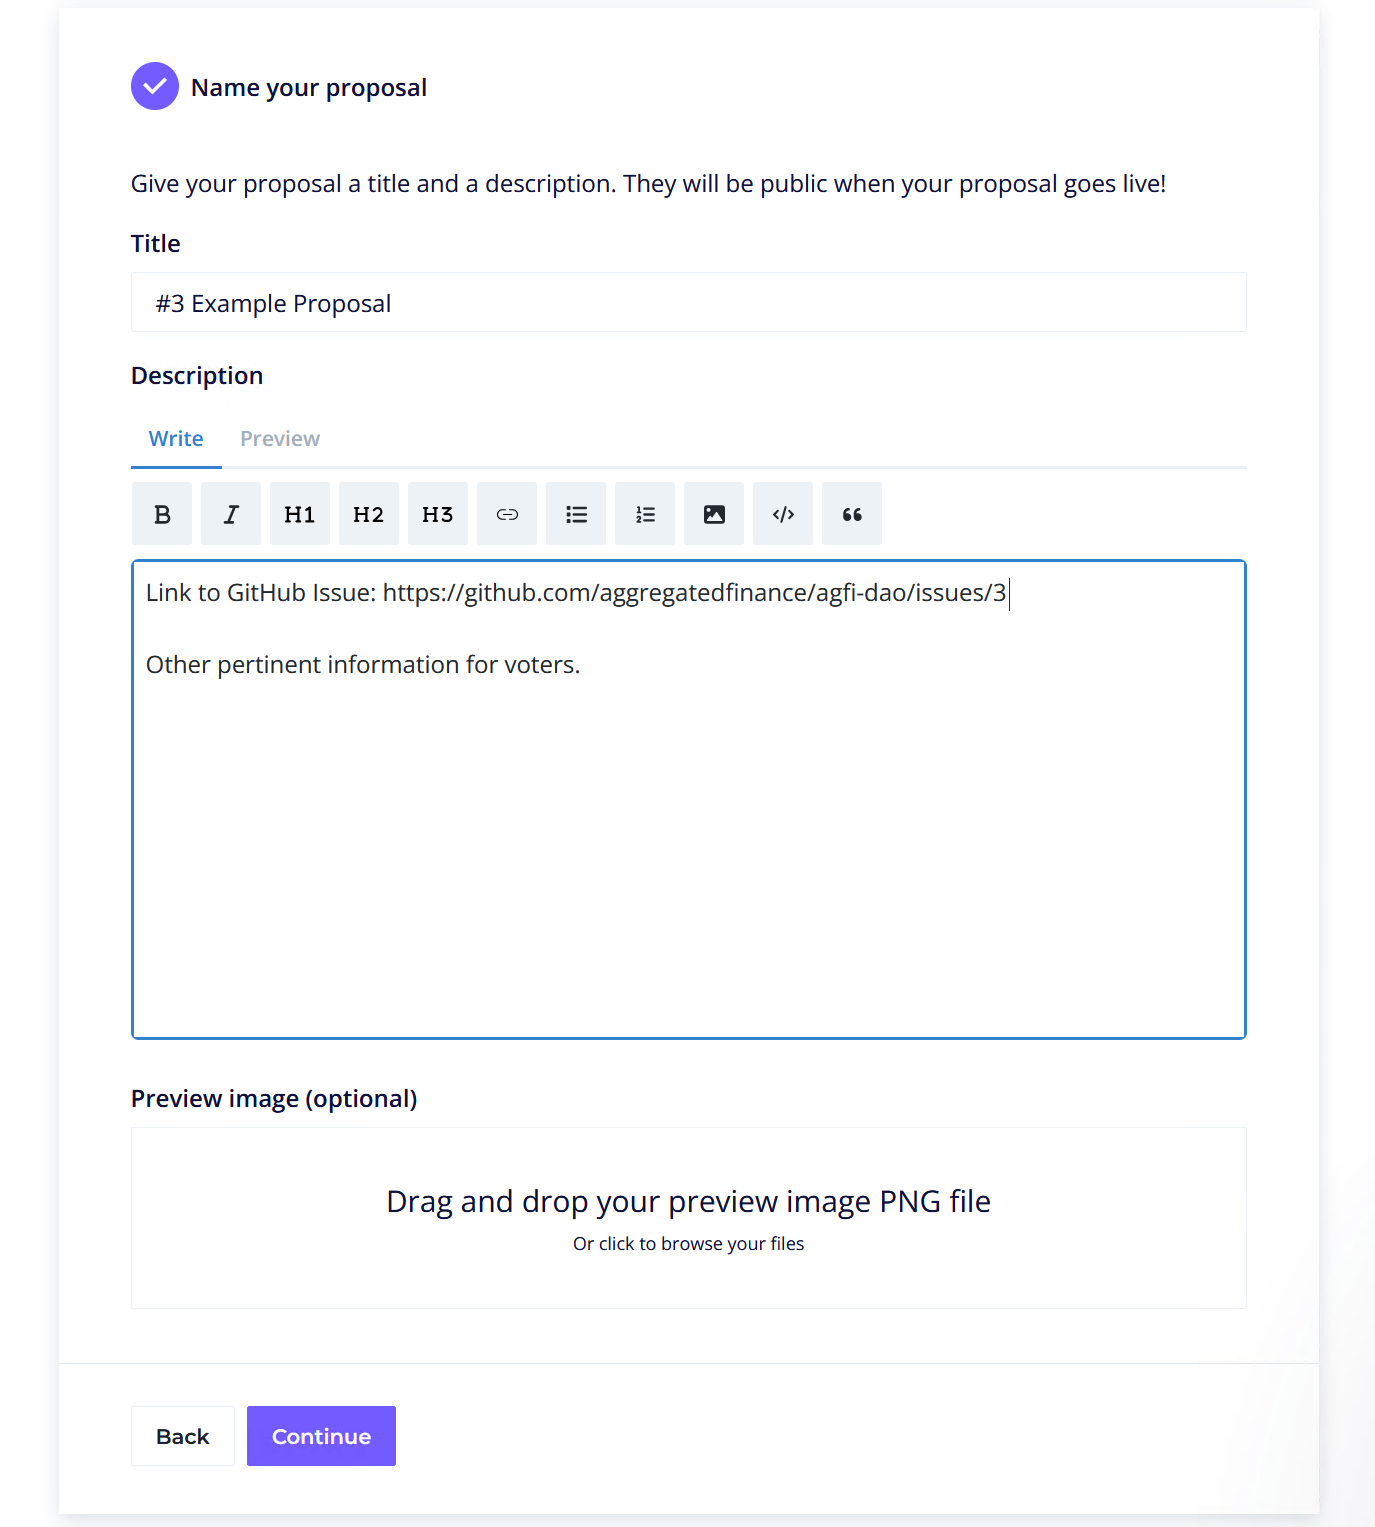 Name your proposal
Give your proposal a title and a description. They will be public when your proposal goes live!
Title
#3 Example Proposal
Description
Write Preview
B I H1 H2 H3 </> “
Link to GitHub Issue: https://github.com/aggregatedfinance/agfi-dao/issues/3
Other pertinent information for voters.
Preview image (optional)
Drag and drop your preview image PNG file
Or click to browse your files
Back Continue